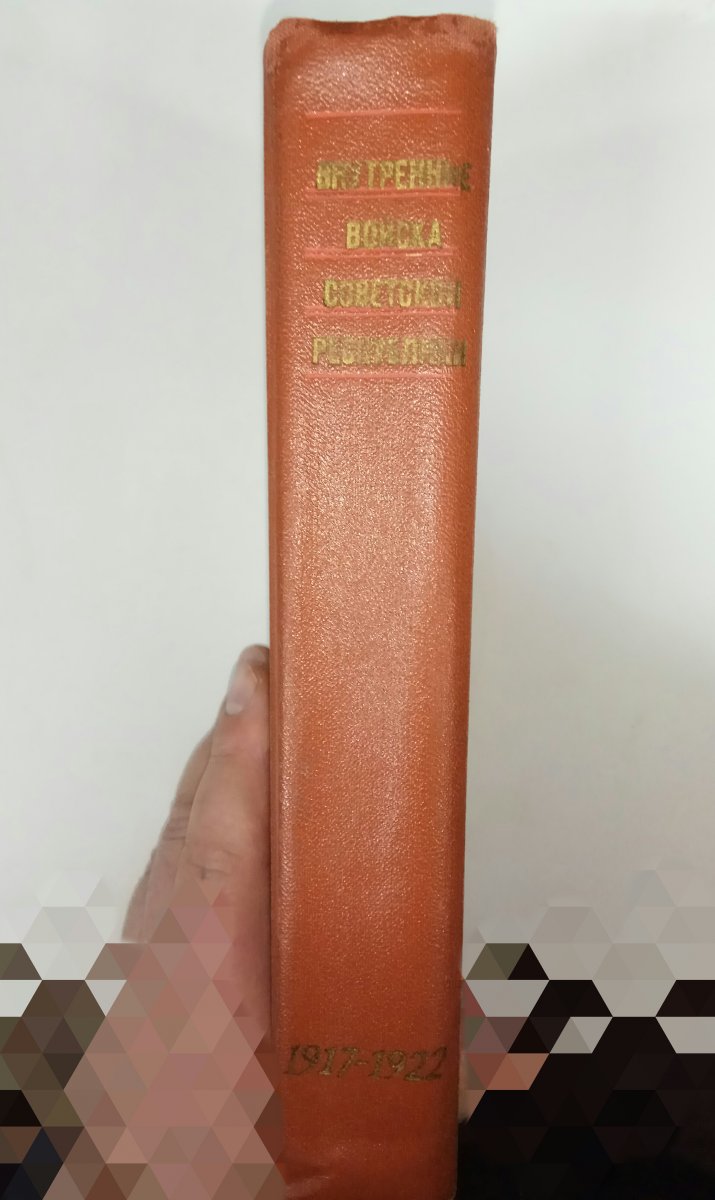 ВНУТРЕННИЕ
ВОЙСКА
СОВЕТСКОЙ
РЕСПУБЛИКИ
1917-1922